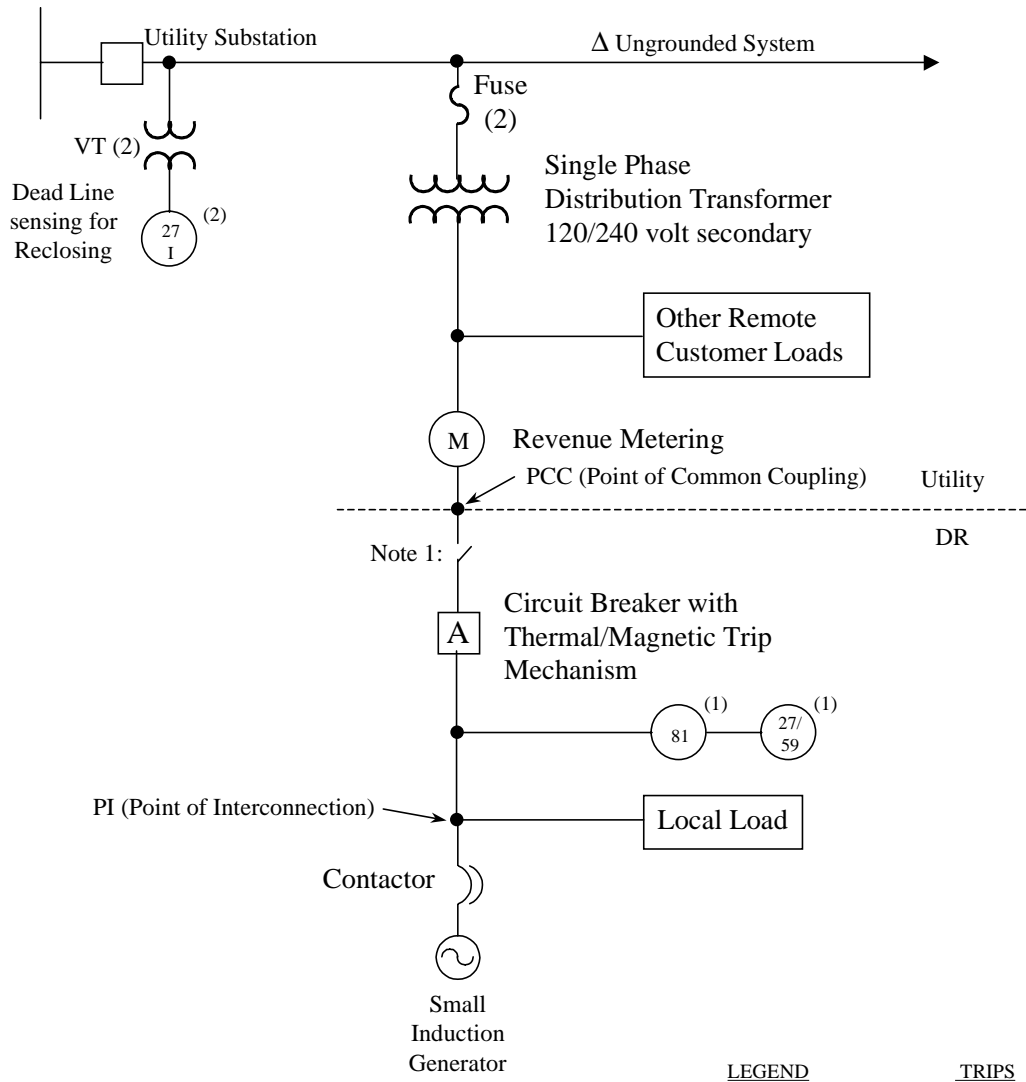 Utility Substation
Δ Ungrounded System
Fuse
(2)
VT (2)
Dead Line
sensing for
Reclosing
27
I
(2)
Single Phase
Distribution Transformer
120/240 volt secondary
Other Remote
Customer Loads
M
Revenue Metering
PCC (Point of Common Coupling)
Utility
DR
Note 1:
A
Circuit Breaker with
Thermal/Magnetic Trip
Mechanism
81
(1)
27/
59
(1)
PI (Point of Interconnection)
Local Load
Contactor
Small
Induction
Generator
LEGEND
TRIPS